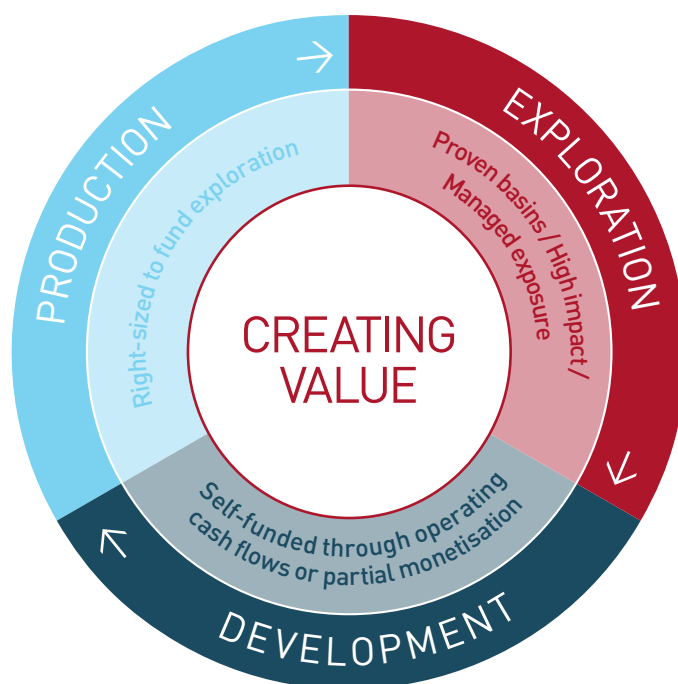 CREATING
VALUE
EXPLORATION
Proven basins / High impact /
Managed exposure
DEVELOPMENT
Self-funded through operating
cash flows or partial monetisation
PRODUCTION
Right-sized to fund exploration